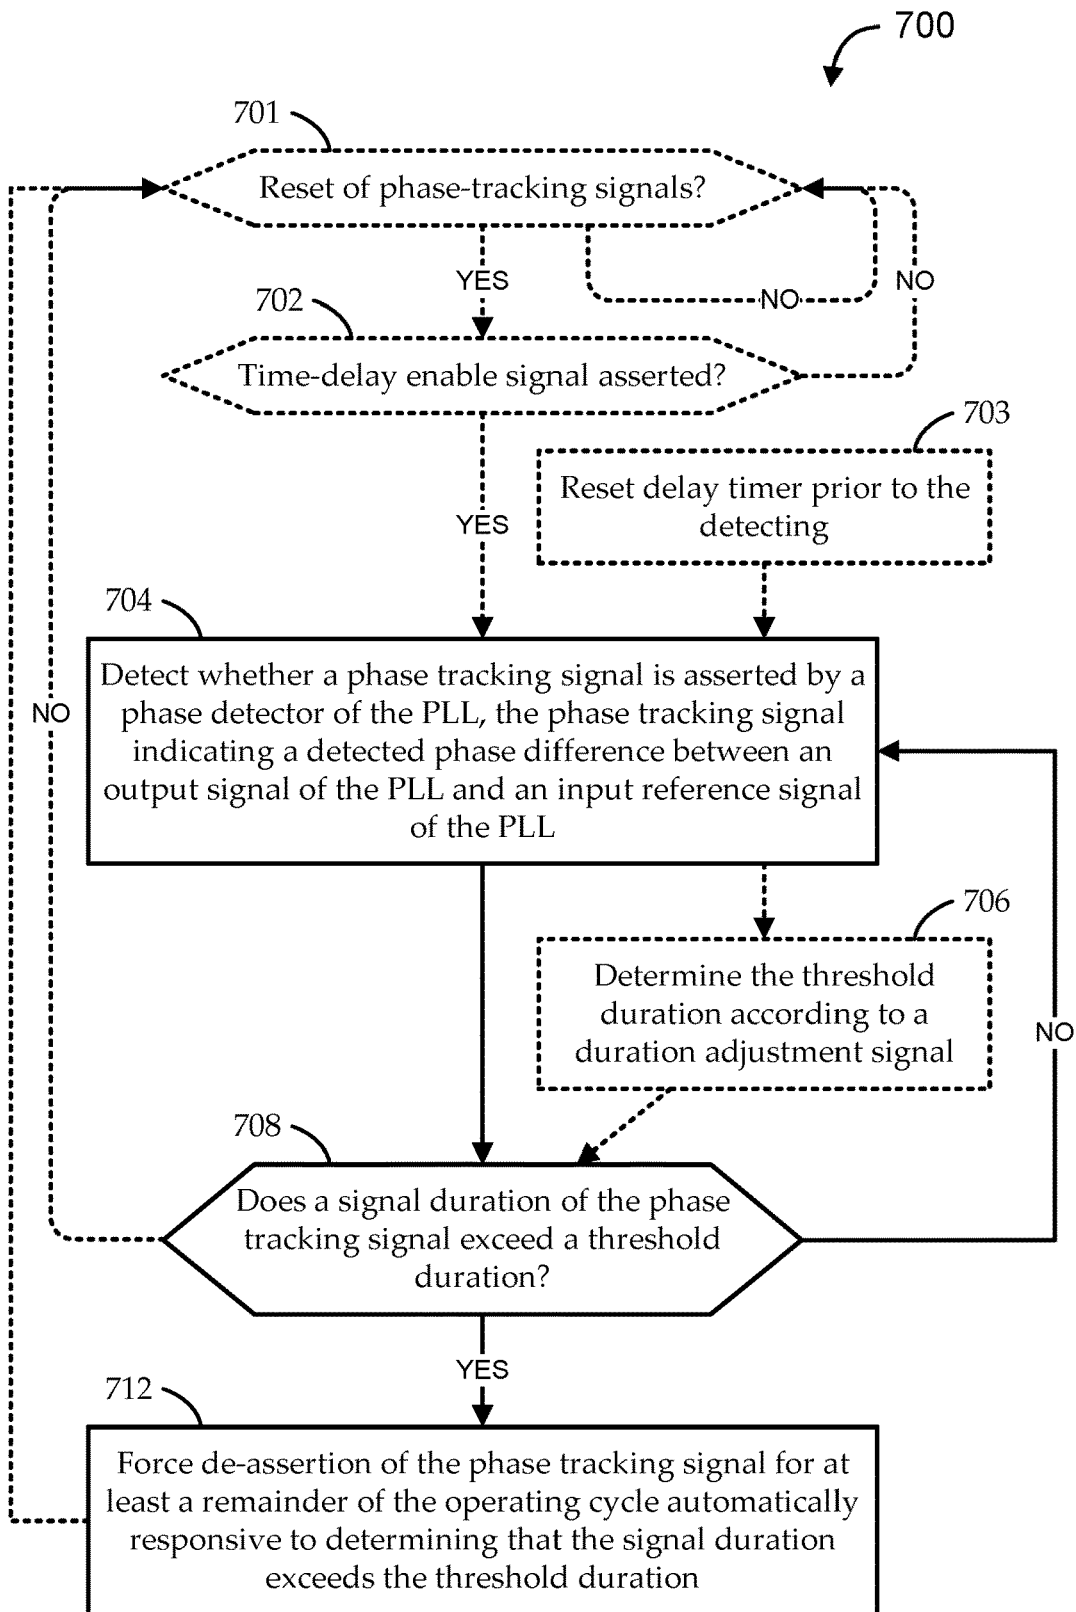 700
701
Reset of phase-tracking signals?
YES
NO
NO
702
Time-delay enable signal asserted?
703
Reset delay timer prior to the
detecting
YES
704
Detect whether a phase tracking signal is asserted by a
phase detector of the PLL, the phase tracking signal
indicating a detected phase difference between an
output signal of the PLL and an input reference signal
of the PLL
NO
706
Determine the threshold
duration according to a
duration adjustment signal
NO
708
Does a signal duration of the phase
tracking signal exceed a threshold
duration?
YES
712
Force de-assertion of the phase tracking signal for at
least a remainder of the operating cycle automatically
responsive to determining that the signal duration
exceeds the threshold duration